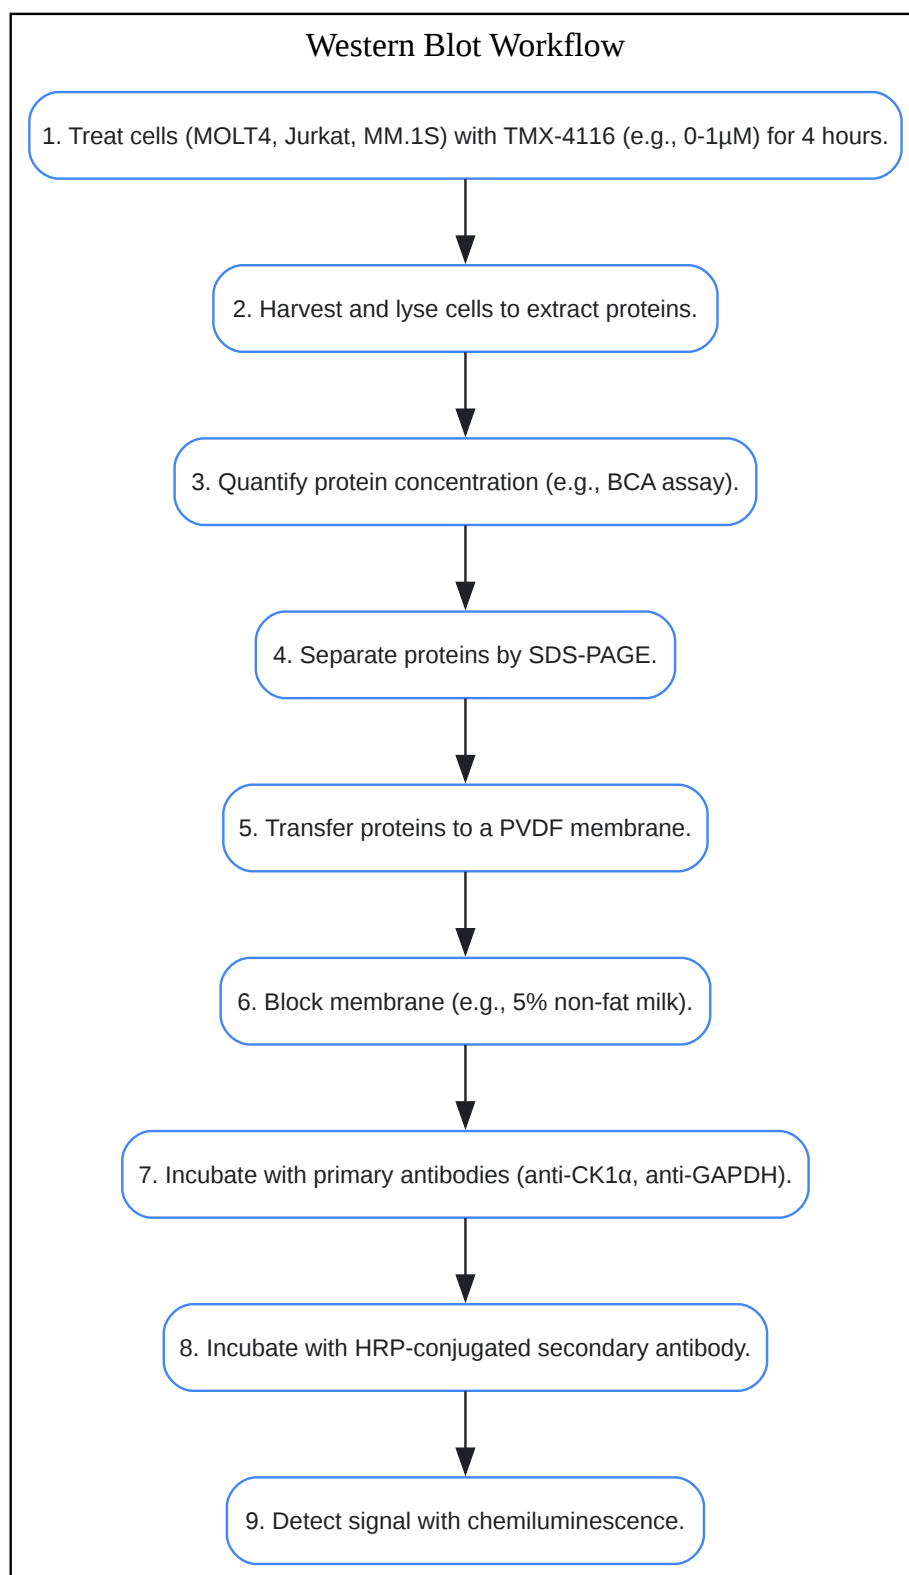 Western Blot Workflow
1. Treat cells (MOLT4, Jurkat, MM.1S) with TMX-4116 (e.g., 0-1µM) for 4 hours.
2. Harvest and lyse cells to extract proteins.
3. Quantify protein concentration (e.g., BCA assay).
4. Separate proteins by SDS-PAGE.
5. Transfer proteins to a PVDF membrane.
6. Block membrane (e.g., 5% non-fat milk).
7. Incubate with primary antibodies (anti-CK1α, anti-GAPDH).
8. Incubate with HRP-conjugated secondary antibody.
9. Detect signal with chemiluminescence.